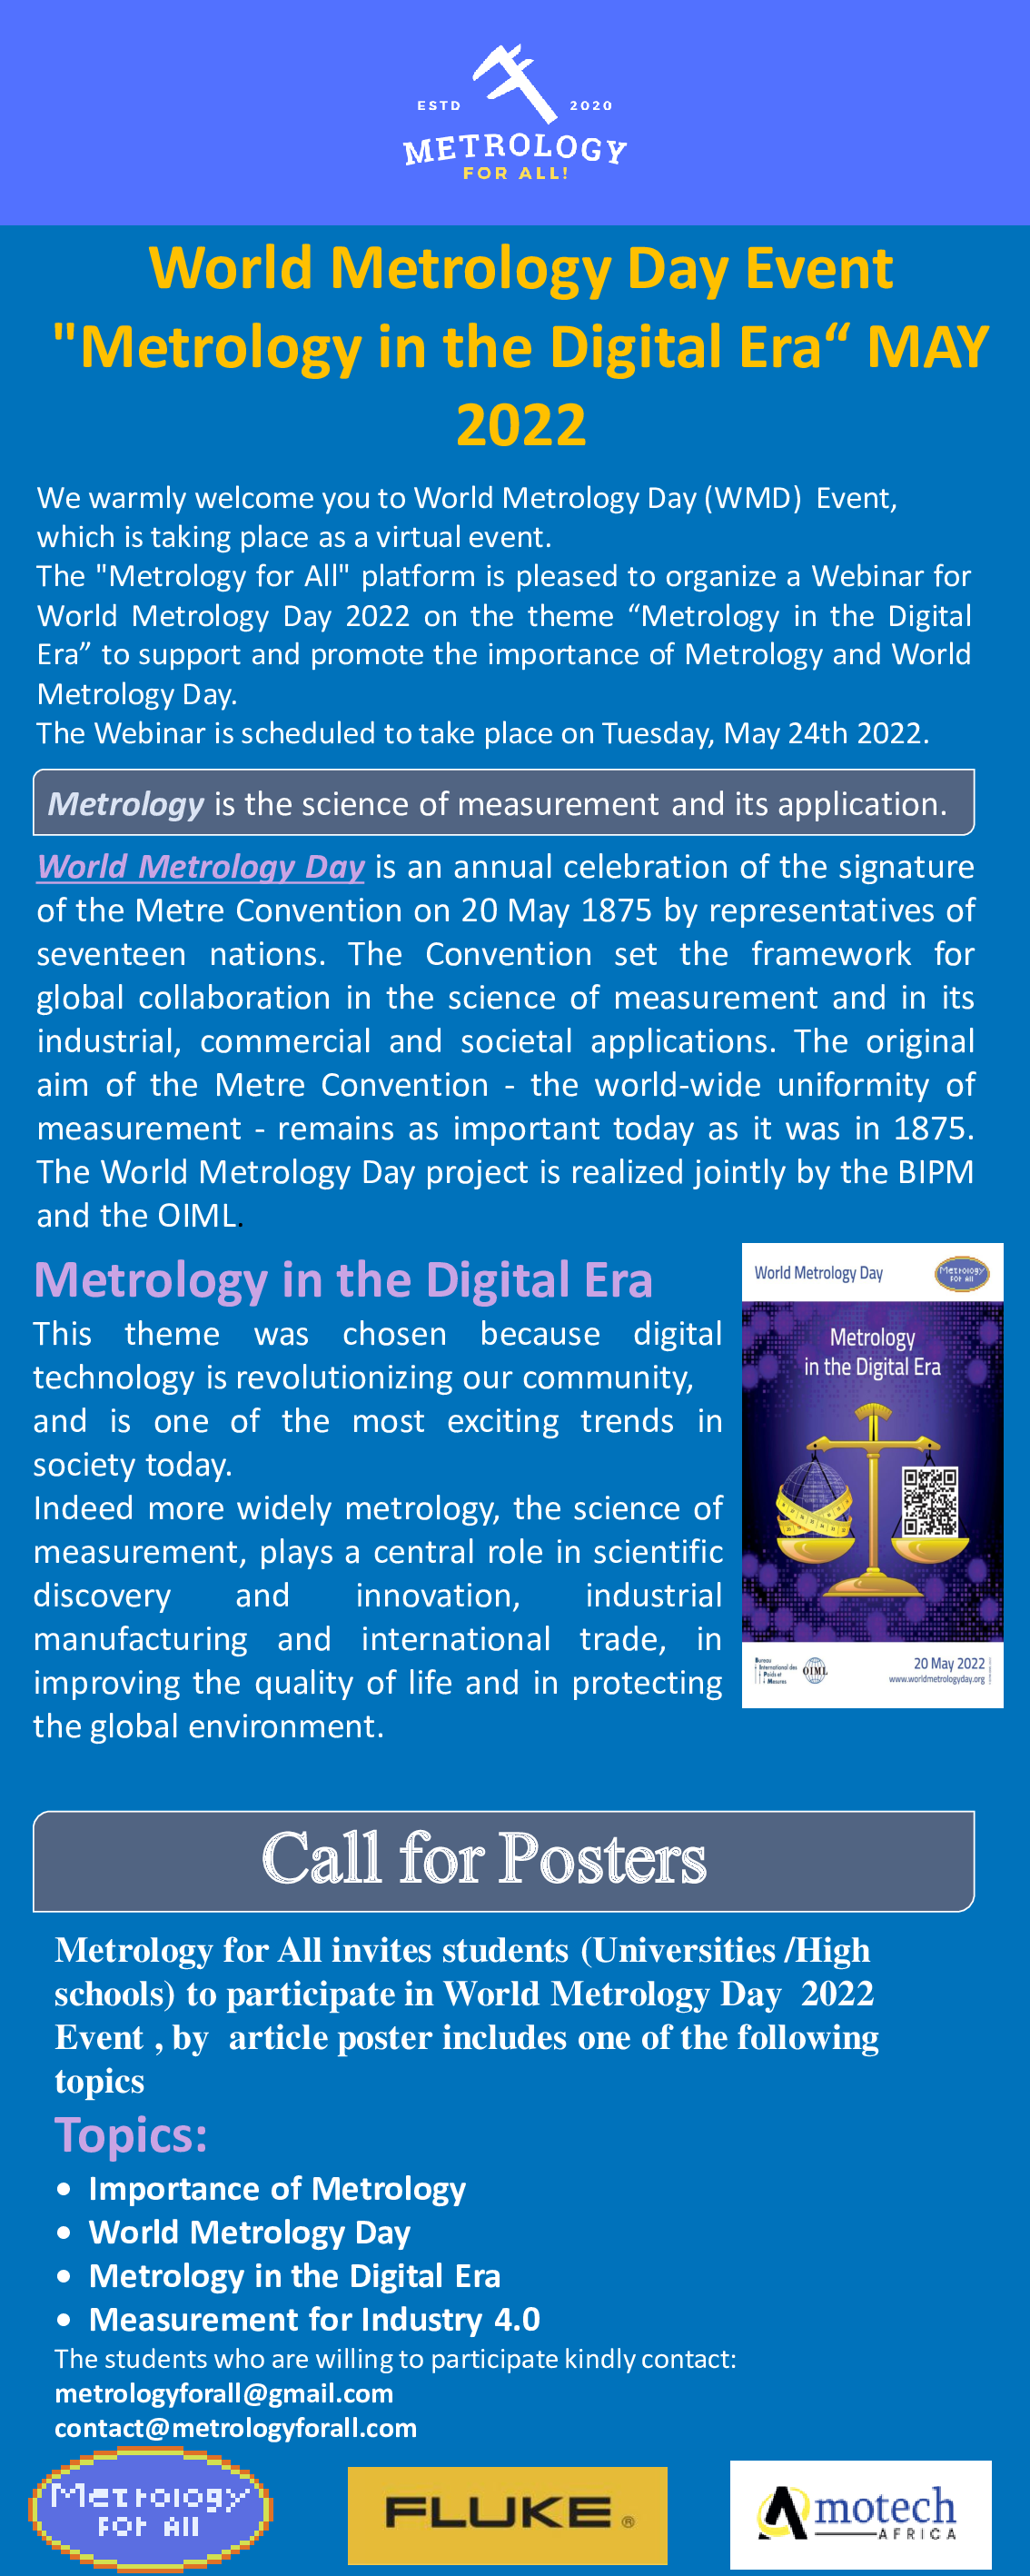 ESTD 2020
METROLOGY
FOR ALL!
World Metrology Day Event
"Metrology in the Digital Era“ MAY
2022
We warmly welcome you to World Metrology Day (WMD) Event,
which is taking place as a virtual event.
The "Metrology for All" platform is pleased to organize a Webinar for
World Metrology Day 2022 on the theme “Metrology in the Digital
Era” to support and promote the importance of Metrology and World
Metrology Day.
The Webinar is scheduled to take place on Tuesday, May 24th 2022.
Metrology is the science of measurement and its application.
World Metrology Day is an annual celebration of the signature
of the Metre Convention on 20 May 1875 by representatives of
seventeen nations. The Convention set the framework for
global collaboration in the science of measurement and in its
industrial, commercial and societal applications. The original
aim of the Metre Convention - the world-wide uniformity of
measurement - remains as important today as it was in 1875.
The World Metrology Day project is realized jointly by the BIPM
and the OIML.
Metrology in the Digital Era
This theme was chosen because digital
technology is revolutionizing our community,
and is one of the most exciting trends in
society today.
Indeed more widely metrology, the science of
measurement, plays a central role in scientific
discovery and innovation, industrial
manufacturing and international trade, in
improving the quality of life and in protecting
the global environment.
World Metrology Day
Metrology
For All
Metrology
in the Digital Era
Bureau
International des
Poids et
Mesures
OIML
20 May 2022
www.worldmetrologyday.org
Call for Posters
Metrology for All invites students (Universities /High
schools) to participate in World Metrology Day 2022
Event , by article poster includes one of the following
topics
Topics:
• Importance of Metrology
• World Metrology Day
• Metrology in the Digital Era
• Measurement for Industry 4.0
The students who are willing to participate kindly contact:
metrologyforall@gmail.com
contact@metrologyforall.com
Metrology
For All
FLUKE ®
Amotech
AFRICA